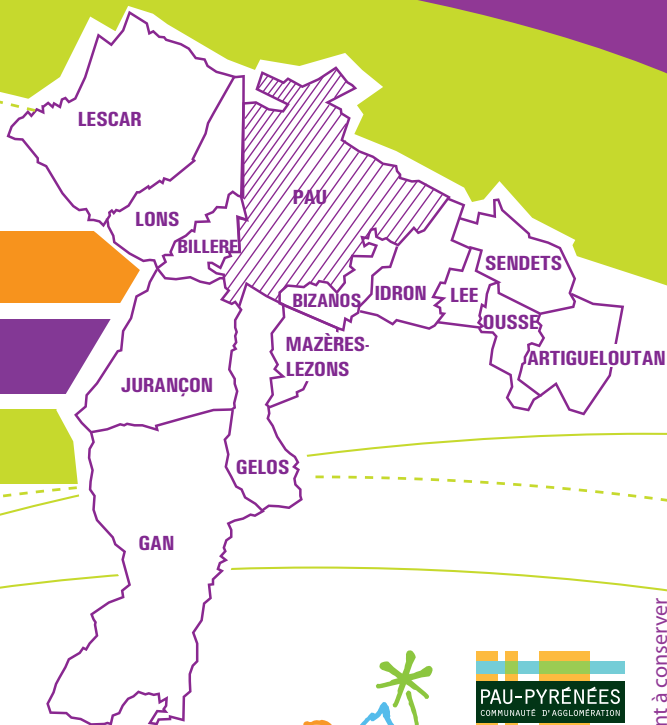 LESCAR
LONS
PAU
BILLERE
SENDETS
BIZANOS
IDRON
LEE
OUSSE
MAZÈRES-
LEZONS
ARTIGUELOUTAN
JURANÇON
GELOS
GAN
PAU-PYRÉNÉES
COMMUNAUTÉ D'AGGLOMÉRATION
à conserver